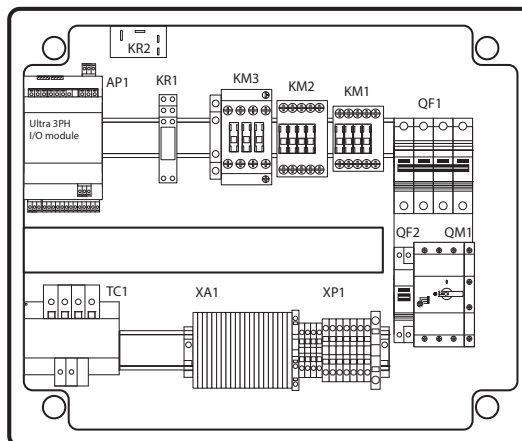 KR2
AP1
KR1
KM3
KM2
KM1
QF1
Ultra 3PH
I/O module
QF2
QM1
TC1
XA1
XP1